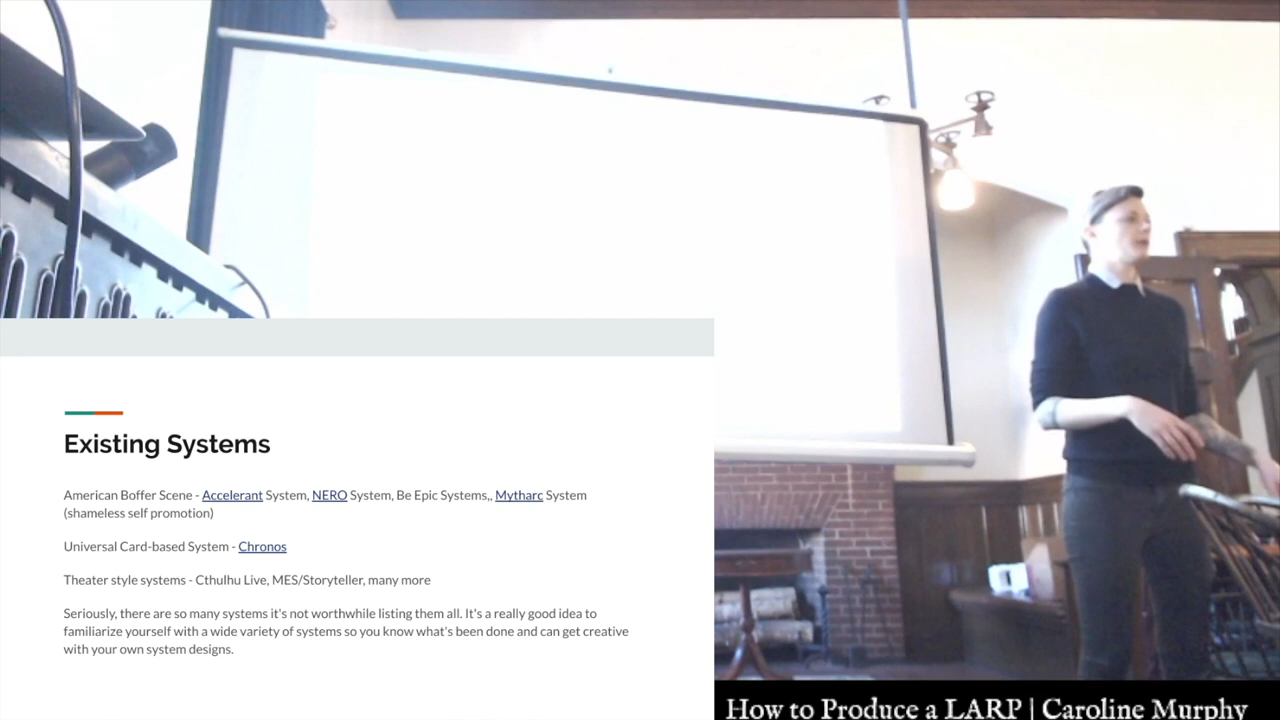 Existing Systems
American Boffer Scene - Accelerant System, NERO System, Be Epic Systems,, Mytharc System
(shameless self promotion)
Universal Card-based System - Chronos
Theater style systems - Cthulhu Live, MES/Storyteller, many more
Seriously, there are so many systems it's not worthwhile listing them all. It's a really good idea to
familiarize yourself with a wide variety of systems so you know what's been done and can get creative
with your own system designs.
How to Produce a LARP | Caroline Murphy